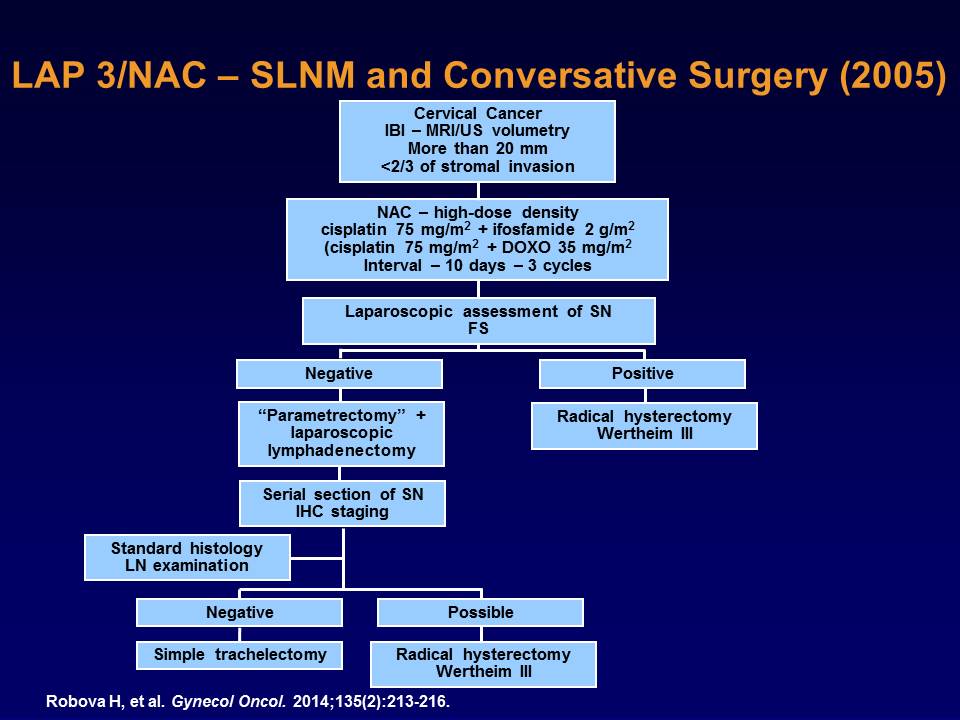 LAP 3/NAC – SLNM and Conversative Surgery (2005)
Cervical Cancer
IBI – MRI/US volumetry
More than 20 mm
<2/3 of stromal invasion
NAC – high-dose density
cisplatin 75 mg/m² + ifosfamide 2 g/m²
(cisplatin 75 mg/m² + DOXO 35 mg/m²
Interval – 10 days – 3 cycles
Laparoscopic assessment of SN
FS
Negative
Positive
“Parametrectomy” +
laparoscopic
lymphadenectomy
Radical hysterectomy
Wertheim III
Serial section of SN
IHC staging
Standard histology
LN examination
Negative
Possible
Simple trachelectomy
Radical hysterectomy
Wertheim III
Robova H, et al. Gynecol Oncol. 2014;135(2):213-216.